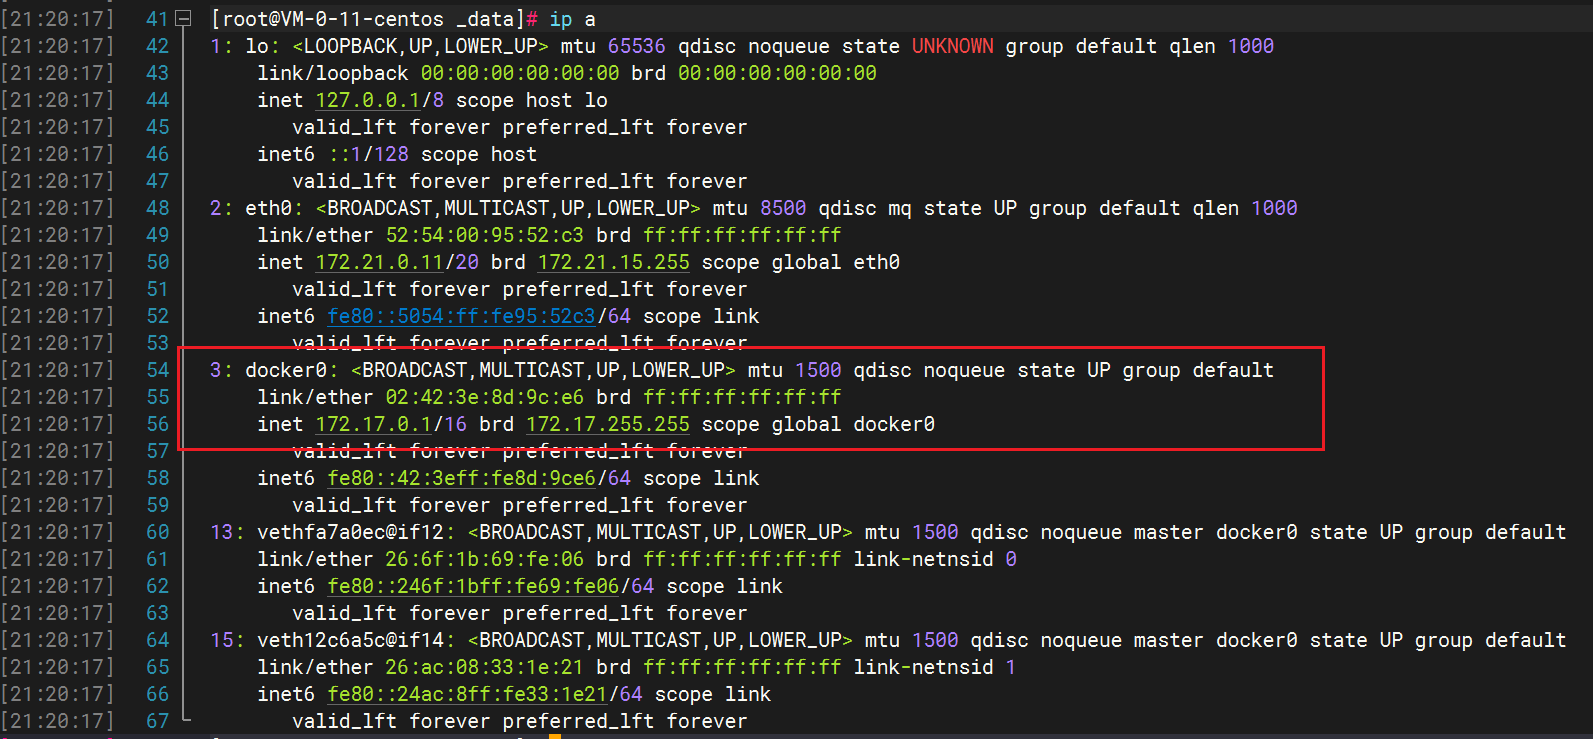 [21:20:17] 41 [root@VM-0-11-centos _data]# ip a
[21:20:17] 42 1: lo: <LOOPBACK,UP,LOWER_UP> mtu 65536 qdisc noqueue state UNKNOWN group default qlen 1000
[21:20:17] 43 link/loopback 00:00:00:00:00:00 brd 00:00:00:00:00:00
[21:20:17] 44 inet 127.0.0.1/8 scope host lo
[21:20:17] 45 valid_lft forever preferred_lft forever
[21:20:17] 46 inet6 ::1/128 scope host
[21:20:17] 47 valid_lft forever preferred_lft forever
[21:20:17] 48 2: eth0: <BROADCAST,MULTICAST,UP,LOWER_UP> mtu 8500 qdisc mq state UP group default qlen 1000
[21:20:17] 49 link/ether 52:54:00:95:52:c3 brd ff:ff:ff:ff:ff:ff
[21:20:17] 50 inet 172.21.0.11/20 brd 172.21.15.255 scope global eth0
[21:20:17] 51 valid_lft forever preferred_lft forever
[21:20:17] 52 inet6 fe80::5054:ff:fe95:52c3/64 scope link
[21:20:17] 53 valid_lft forever preferred_lft forever
[21:20:17] 54 3: docker0: <BROADCAST,MULTICAST,UP,LOWER_UP> mtu 1500 qdisc noqueue state UP group default
[21:20:17] 55 link/ether 02:42:3e:8d:9c:e6 brd ff:ff:ff:ff:ff:ff
[21:20:17] 56 inet 172.17.0.1/16 brd 172.17.255.255 scope global docker0
[21:20:17] 57 valid_lft forever preferred_lft forever
[21:20:17] 58 inet6 fe80::42:3eff:fe8d:9ce6/64 scope link
[21:20:17] 59 valid_lft forever preferred_lft forever
[21:20:17] 60 13: vethfa7a0ec@if12: <BROADCAST,MULTICAST,UP,LOWER_UP> mtu 1500 qdisc noqueue master docker0 state UP group default
[21:20:17] 61 link/ether 26:6f:1b:69:fe:06 brd ff:ff:ff:ff:ff:ff link-netnsid 0
[21:20:17] 62 inet6 fe80::246f:1bff:fe69:fe06/64 scope link
[21:20:17] 63 valid_lft forever preferred_lft forever
[21:20:17] 64 15: veth12c6a5c@if14: <BROADCAST,MULTICAST,UP,LOWER_UP> mtu 1500 qdisc noqueue master docker0 state UP group default
[21:20:17] 65 link/ether 26:ac:08:33:1e:21 brd ff:ff:ff:ff:ff:ff link-netnsid 1
[21:20:17] 66 inet6 fe80::24ac:8ff:fe33:1e21/64 scope link
[21:20:17] 67 valid_lft forever preferred_lft forever